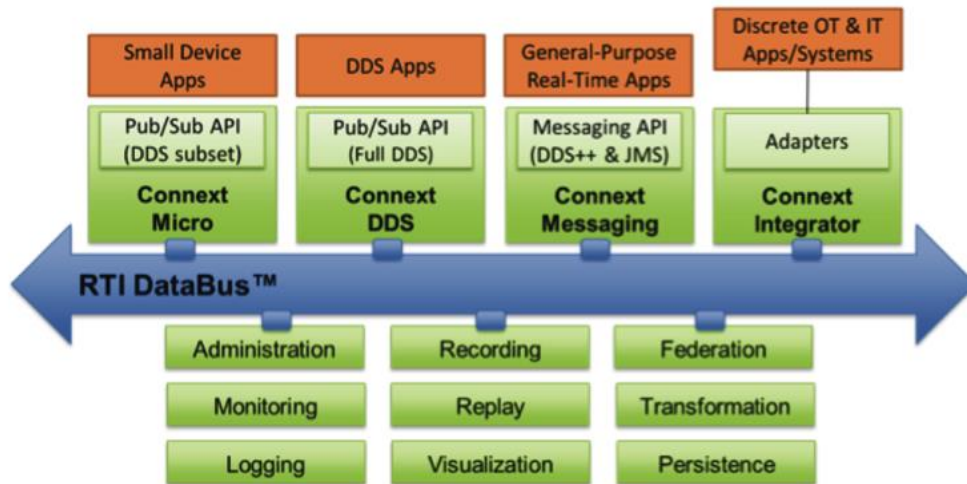 Small Device
Apps
DDS Apps
General-Purpose
Real-Time Apps
Discrete OT & IT
Apps/Systems
Pub/Sub API
(DDS subset)
Connext
Micro
Pub/Sub API
(Full DDS)
Connext
DDS
Messaging API
(DDS++ & JMS)
Connext
Messaging
Adapters
Connext
Integrator
RTI DataBus™
Administration
Recording
Federation
Monitoring
Replay
Transformation
Logging
Visualization
Persistence